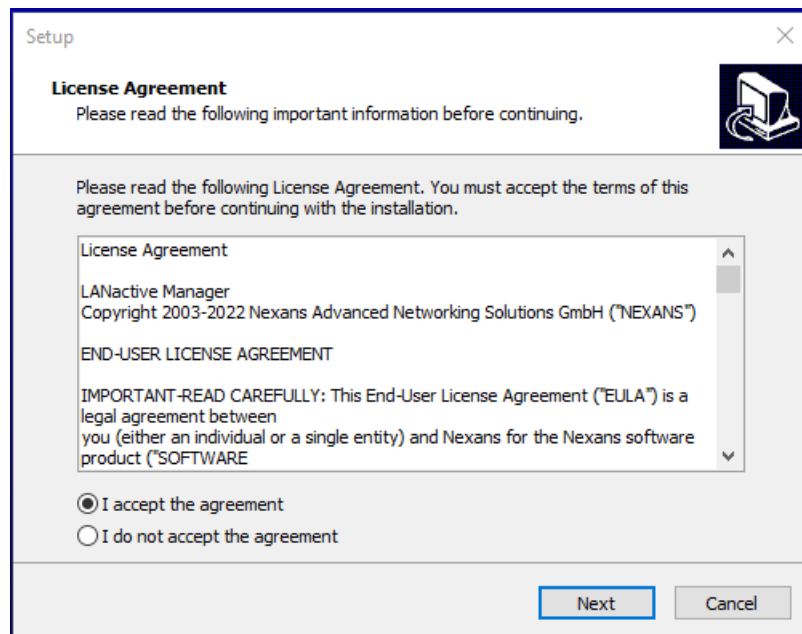 Setup
License Agreement
Please read the following important information before continuing.
Please read the following License Agreement. You must accept the terms of this
agreement before continuing with the installation.
License Agreement
LANactive Manager
Copyright 2003-2022 Nexans Advanced Networking Solutions GmbH ("NEXANS")
END-USER LICENSE AGREEMENT
IMPORTANT-READ CAREFULLY: This End-User License Agreement ("EULA") is a
legal agreement between
you (either an individual or a single entity) and Nexans for the Nexans software
product ("SOFTWARE
I accept the agreement
I do not accept the agreement
Next
Cancel